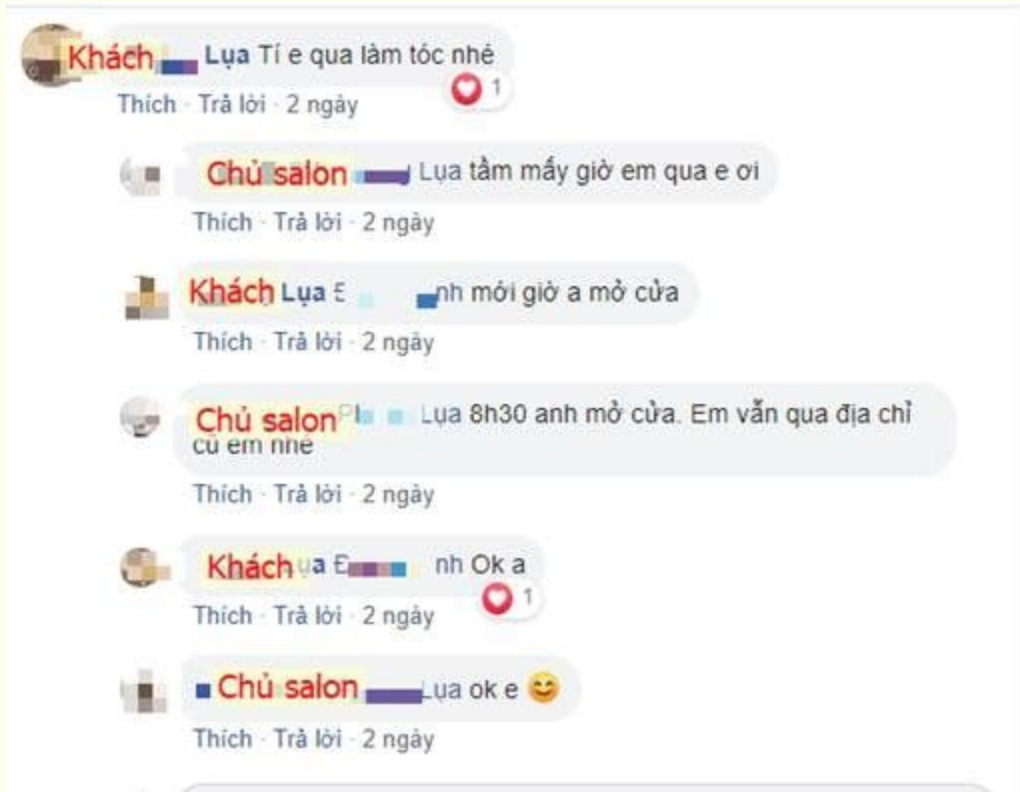 Khách Lụa Tí e qua làm tóc nhé
1
Thích · Trả lời · 2 ngày
Chủ salon Lụa tầm mấy giờ em qua e ơi
Thích · Trả lời · 2 ngày
Khách Lụa Đ nh mới giờ a mở cửa
Thích · Trả lời · 2 ngày
Chủ salon Lụa 8h30 anh mở cửa. Em vẫn qua địa chỉ
cũ em nhé
Thích · Trả lời · 2 ngày
Khách ụa Đ nh Ok a
1
Thích · Trả lời · 2 ngày
Chủ salon Lụa ok e 😊
Thích · Trả lời · 2 ngày